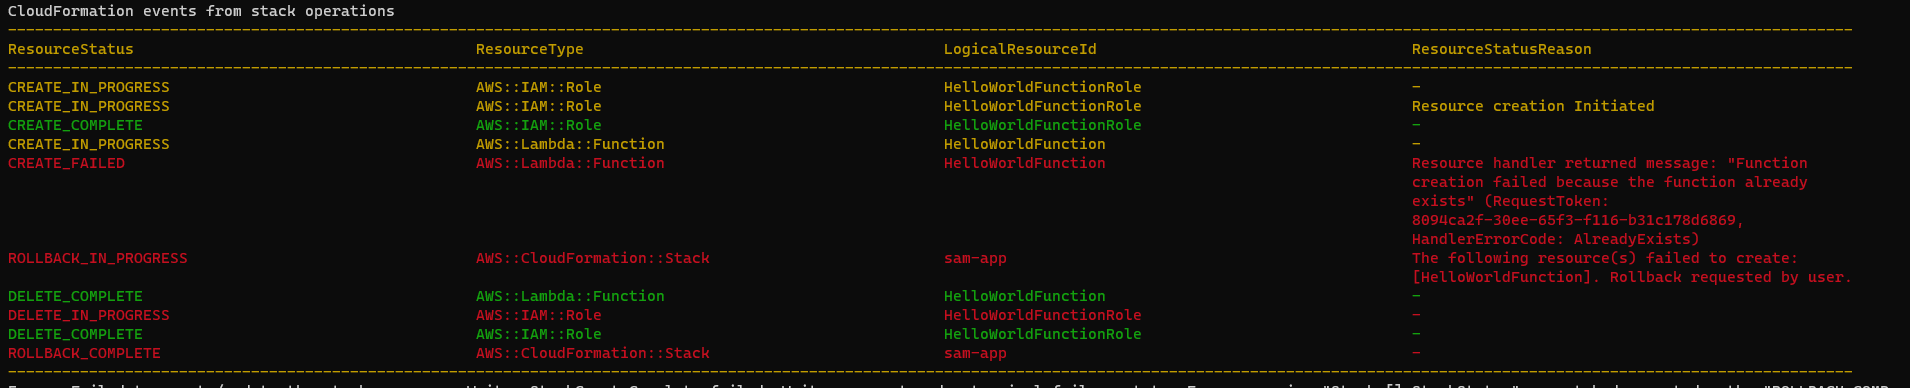 CloudFormation events from stack operations
ResourceStatus ResourceType LogicalResourceId ResourceStatusReason
CREATE_IN_PROGRESS AWS::IAM::Role HelloWorldFunctionRole -
CREATE_IN_PROGRESS AWS::IAM::Role HelloWorldFunctionRole Resource creation Initiated
CREATE_COMPLETE AWS::IAM::Role HelloWorldFunctionRole -
CREATE_IN_PROGRESS AWS::Lambda::Function HelloWorldFunction -
CREATE_FAILED AWS::Lambda::Function HelloWorldFunction Resource handler returned message: "Function
creation failed because the function already
exists" (RequestToken:
8094ca2f-30ee-65f3-f116-b31c178d6869,
HandlerErrorCode: AlreadyExists)
ROLLBACK_IN_PROGRESS AWS::CloudFormation::Stack sam-app The following resource(s) failed to create:
[HelloWorldFunction]. Rollback requested by user.
DELETE_COMPLETE AWS::Lambda::Function HelloWorldFunction -
DELETE_IN_PROGRESS AWS::IAM::Role HelloWorldFunctionRole -
DELETE_COMPLETE AWS::IAM::Role HelloWorldFunctionRole -
ROLLBACK_COMPLETE AWS::CloudFormation::Stack sam-app -